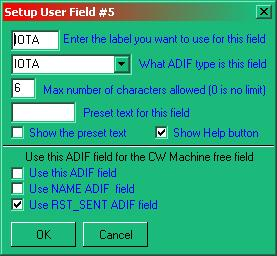 Setup User Field #5
IOTA Enter the label you want to use for this field
IOTA What ADIF type is this field
6 Max number of characters allowed (0 is no limit)
Preset text for this field
Show the preset text Show Help button
Use this ADIF field for the CW Machine free field
Use this ADIF field
Use NAME ADIF field
Use RST_SENT ADIF field
OK Cancel